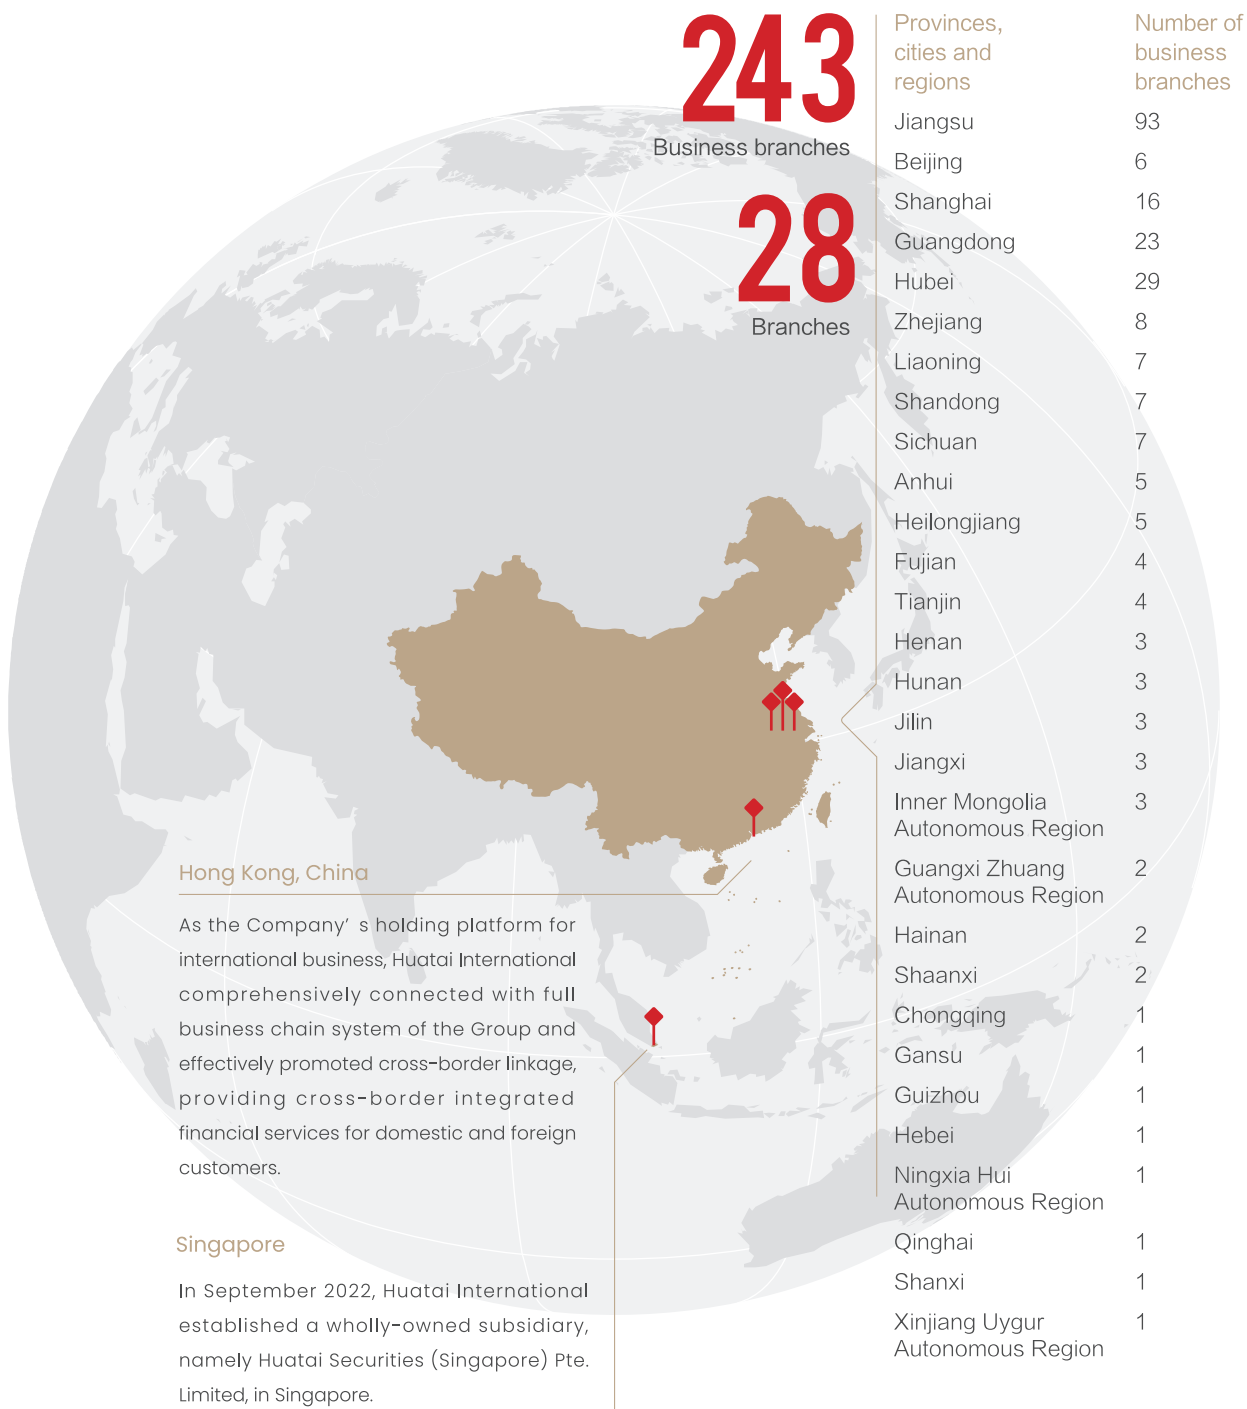 243
Business branches
28
Branches
Hong Kong, China
As the Company’ s holding platform for
international business, Huatai International
comprehensively connected with full
business chain system of the Group and
effectively promoted cross-border linkage,
providing cross-border integrated
financial services for domestic and foreign
customers.
Singapore
In September 2022, Huatai International
established a wholly-owned subsidiary,
namely Huatai Securities (Singapore) Pte.
Limited, in Singapore.
Provinces,
cities and
regions
Number of
business
branches
Jiangsu 93
Beijing 6
Shanghai 16
Guangdong 23
Hubei 29
Zhejiang 8
Liaoning 7
Shandong 7
Sichuan 7
Anhui 5
Heilongjiang 5
Fujian 4
Tianjin 4
Henan 3
Hunan 3
Jilin 3
Jiangxi 3
Inner Mongolia 3
Autonomous Region
Guangxi Zhuang 2
Autonomous Region
Hainan 2
Shaanxi 2
Chongqing 1
Gansu 1
Guizhou 1
Hebei 1
Ningxia Hui 1
Autonomous Region
Qinghai 1
Shanxi 1
Xinjiang Uygur 1
Autonomous Region